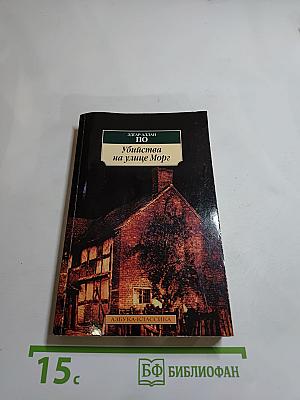 ЭДГАР АЛЛАН
ПО
Убийства
на улице Морг
АЗБУКА-КЛАССИКА
15с
БФ БИБЛИОФАН